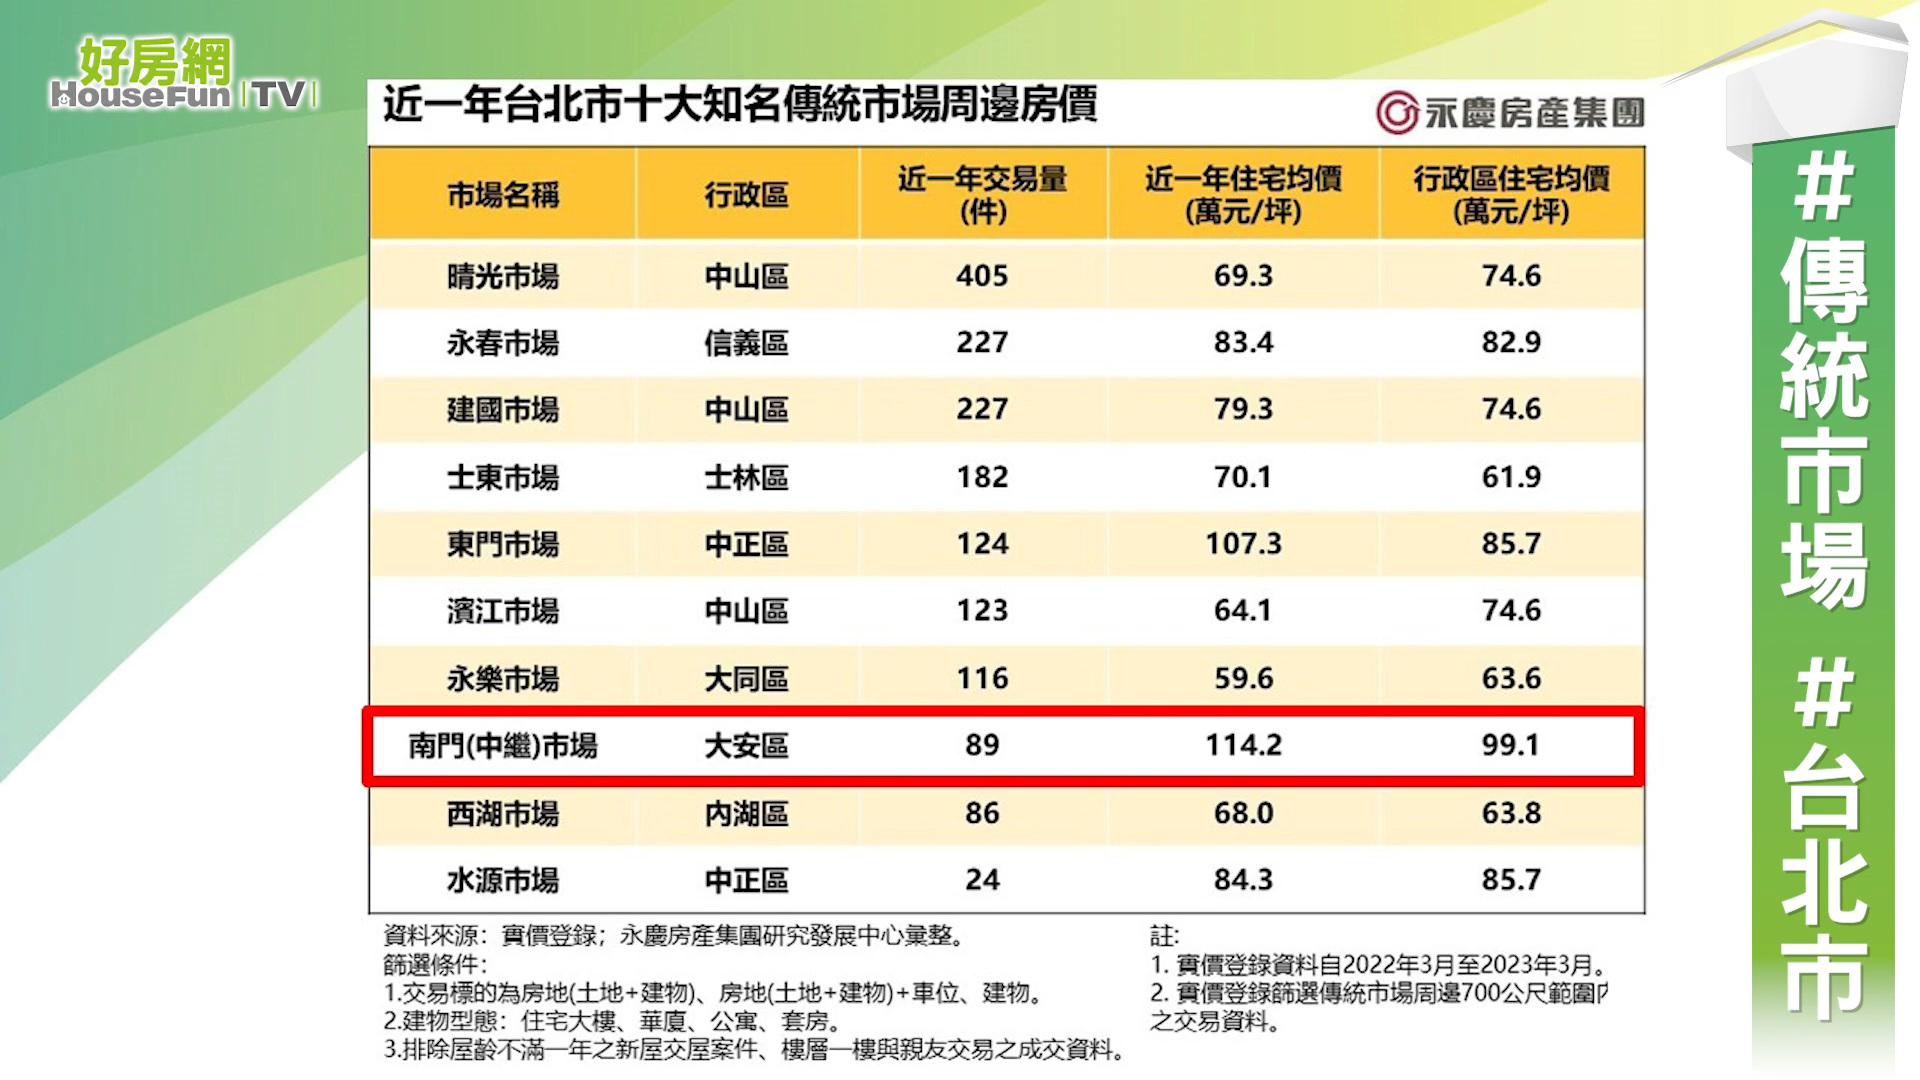 好房網
HouseFun TV
近一年台北市十大知名傳統市場周邊房價
永慶房產集團
市場名稱 行政區 近一年交易量(件) 近一年住宅均價(萬元/坪) 行政區住宅均價(萬元/坪)
晴光市場 中山區 405 69.3 74.6
永春市場 信義區 227 83.4 82.9
建國市場 中山區 227 79.3 74.6
士東市場 士林區 182 70.1 61.9
東門市場 中正區 124 107.3 85.7
濱江市場 中山區 123 64.1 74.6
永樂市場 大同區 116 59.6 63.6
南門(中繼)市場 大安區 89 114.2 99.1
西湖市場 內湖區 86 68.0 63.8
水源市場 中正區 24 84.3 85.7
資料來源：實價登錄；永慶房產集團研究發展中心彙整。
篩選條件：
1.交易標的為房地(土地+建物)、房地(土地+建物)+車位、建物。
2.建物型態：住宅大樓、華廈、公寓、套房。
3.排除屋齡不滿一年之新屋交屋案件、樓層一樓與親友交易之成交資料。
註:
1. 實價登錄資料自2022年3月至2023年3月。
2. 實價登錄篩選傳統市場周邊700公尺範圍內
之交易資料。
#傳統市場 #台北市